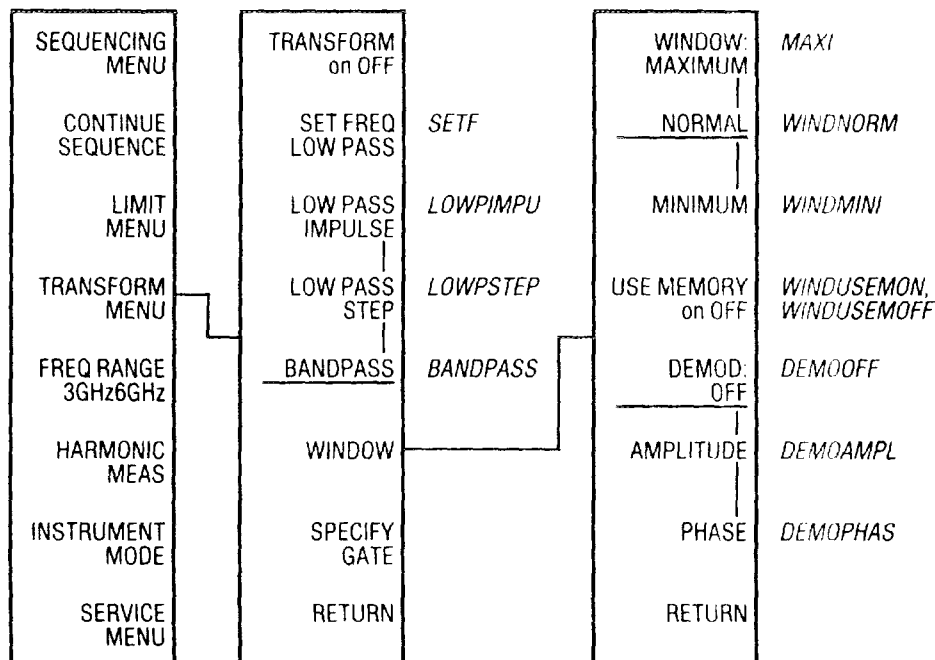 SEQUENCING
MENU
CONTINUE
SEQUENCE
LIMIT
MENU
TRANSFORM
MENU
FREQ RANGE
3GHz6GHz
HARMONIC
MEAS
INSTRUMENT
MODE
SERVICE
MENU
TRANSFORM
on OFF
SET FREQ SETF
LOW PASS
LOW PASS LOWPIMPU
IMPULSE
LOW PASS LOWPSTEP
STEP
BANDPASS BANDPASS
WINDOW
SPECIFY
GATE
RETURN
WINDOW: MAXI
MAXIMUM
NORMAL WINDNORM
MINIMUM WINDMINI
USE MEMORY WINDUSEMON,
on OFF WINDUSEMOFF
DEMOD: DEMOOFF
OFF
AMPLITUDE DEMOAMPL
PHASE DEMOPHAS
RETURN